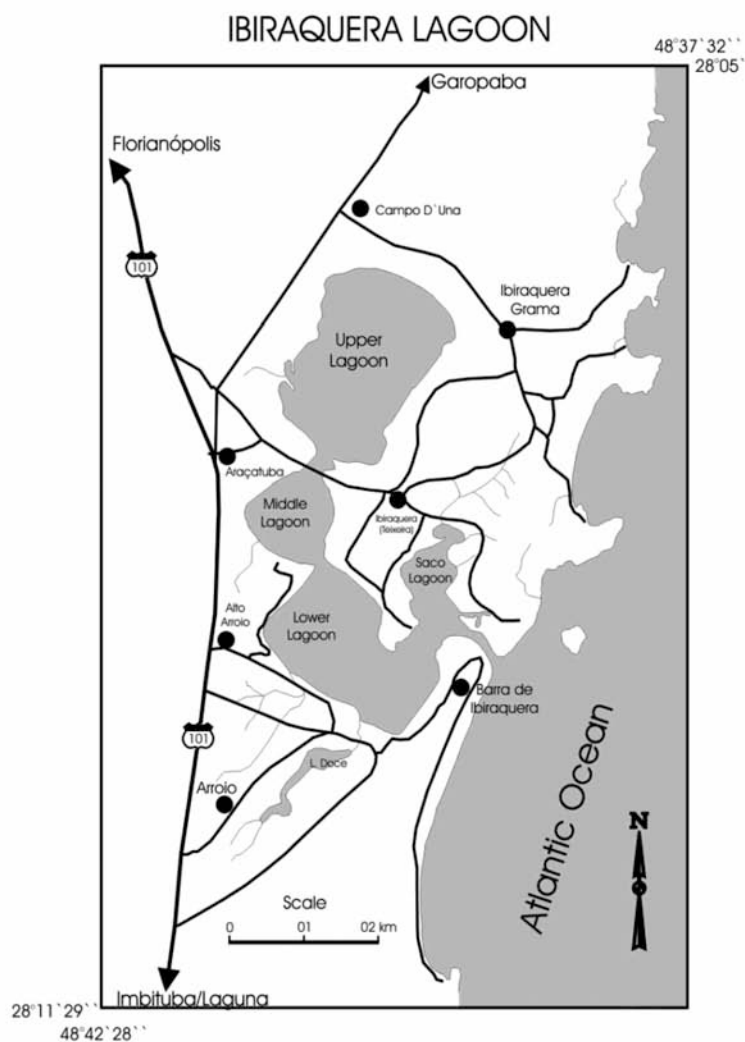 IBIRAQUERA LAGOON
48°37`32``
28°05`
Garopaba
Florianópolis
Campo D`Una
101
Ibiraquera
Grama
Upper
Lagoon
Araçatuba
Middle
Lagoon
Ibiraquera
(Teixeira)
Saco
Lagoon
Alto
Arroio
Lower
Lagoon
Barra de
Ibiraquera
101
L. Doce
Arroio
Atlantic Ocean
N
Scale
0 01 02 km
Imbituba/Laguna
28°11`29``
48°42`28``